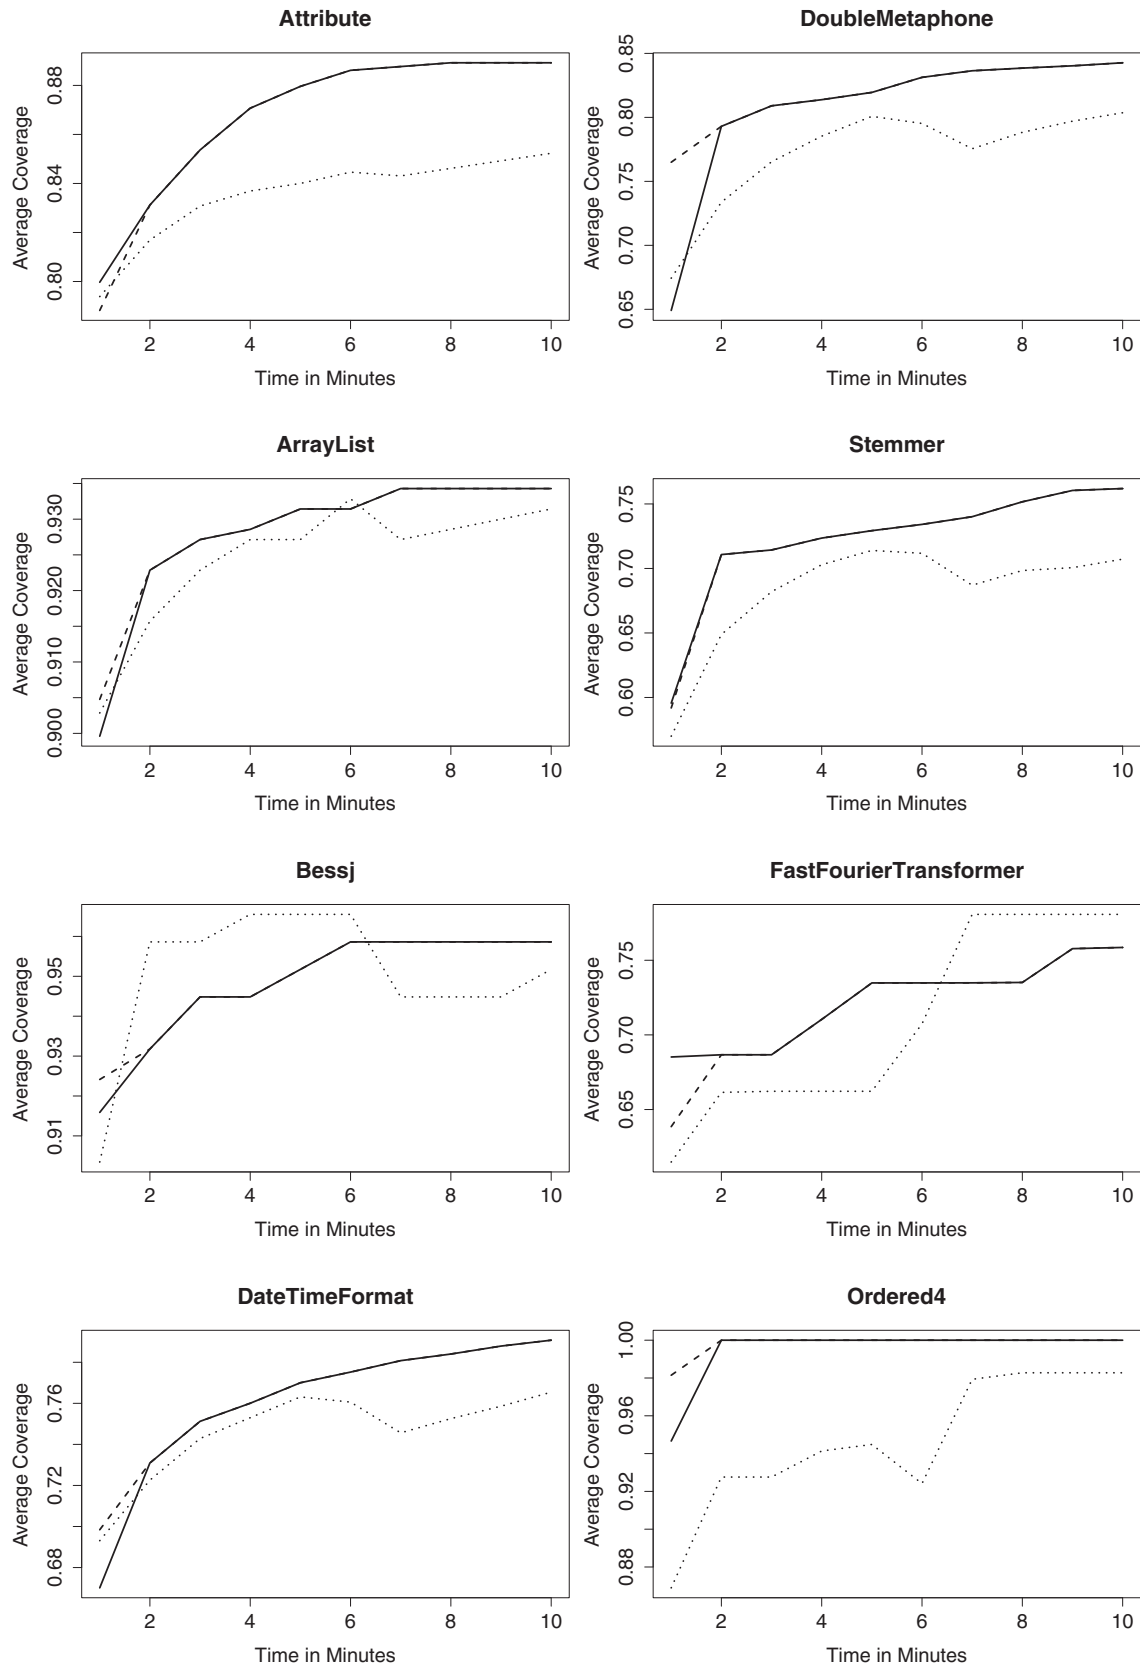 Attribute
Average Coverage
0.80 0.84 0.88
2 4 6 8 10
Time in Minutes
DoubleMetaphone
Average Coverage
0.65 0.70 0.75 0.80 0.85
2 4 6 8 10
Time in Minutes
ArrayList
Average Coverage
0.900 0.910 0.920 0.930
2 4 6 8 10
Time in Minutes
Stemmer
Average Coverage
0.60 0.65 0.70 0.75
2 4 6 8 10
Time in Minutes
Bessj
Average Coverage
0.91 0.93 0.95
2 4 6 8 10
Time in Minutes
FastFourierTransformer
Average Coverage
0.65 0.70 0.75
2 4 6 8 10
Time in Minutes
DateTimeFormat
Average Coverage
0.68 0.72 0.76
2 4 6 8 10
Time in Minutes
Ordered4
Average Coverage
0.88 0.92 0.96 1.00
2 4 6 8 10
Time in Minutes